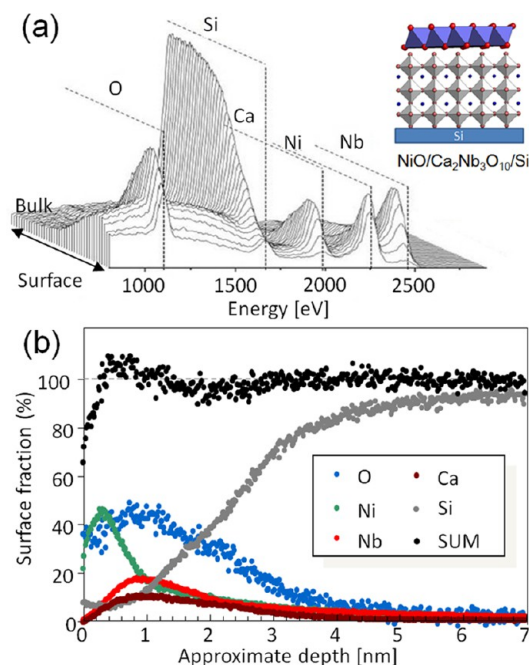 (a)
Si
O
Ca
Ni
Nb
Bulk
Surface
1000 1500 2000 2500
Energy [eV]
Si
NiO/Ca₂Nb₃O₁₀/Si
(b)
Surface fraction (%)
100
80
60
40
20
0
O Ca
Ni Si
Nb SUM
0 1 2 3 4 5 6 7
Approximate depth [nm]